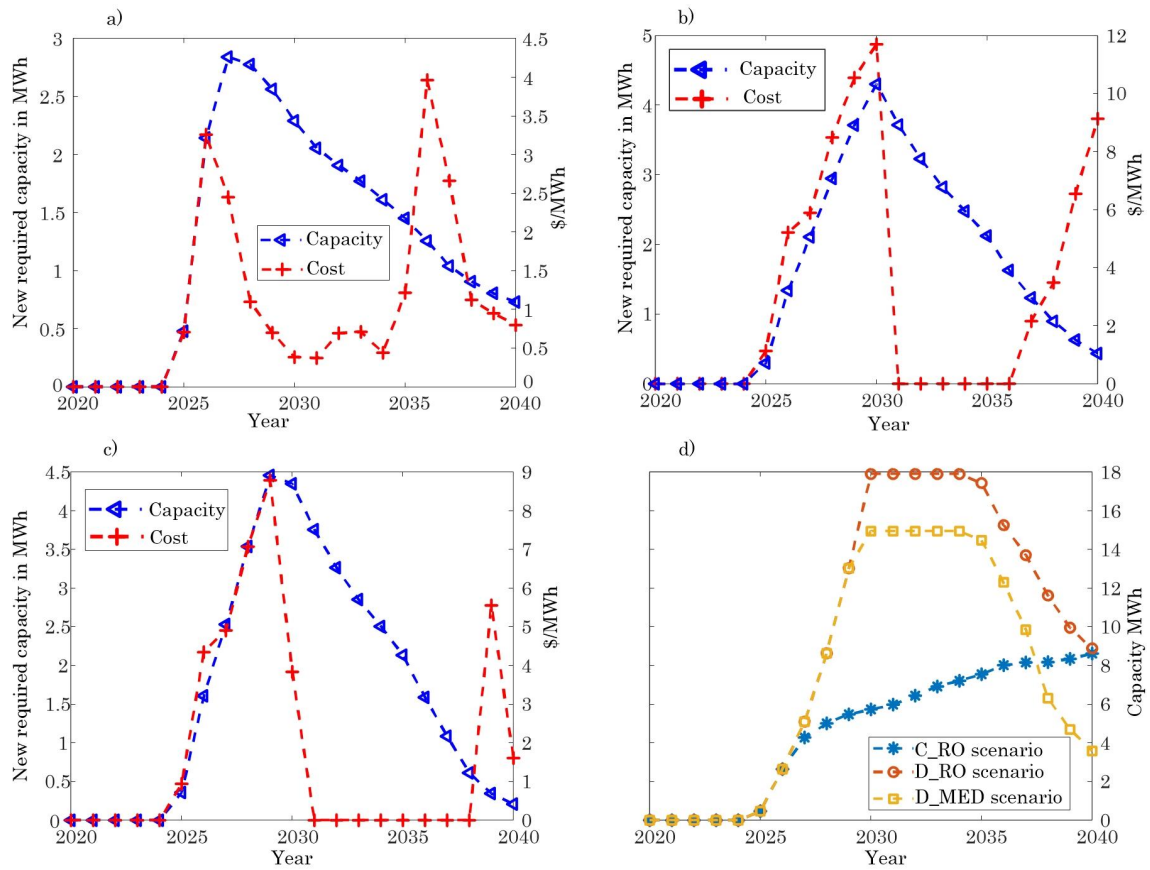 a)
New required capacity in MWh
3
2.5
2
1.5
1
0.5
0
4.5
4
3.5
3
2.5
2
1.5
1
0.5
0
$/MWh
Capacity
Cost
2020 2025 2030 2035 2040
Year
b)
New required capacity in MWh
5
4
3
2
1
0
12
10
8
6
4
2
0
$/MWh
Capacity
Cost
2020 2025 2030 2035 2040
Year
c)
New required capacity in MWh
4.5
4
3.5
3
2.5
2
1.5
1
0.5
0
9
8
7
6
5
4
3
2
1
0
$/MWh
Capacity
Cost
2020 2025 2030 2035 2040
Year
d)
18
16
14
12
10
8
6
4
2
0
Capacity MWh
C_RO scenario
D_RO scenario
D_MED scenario
2020 2025 2030 2035 2040
Year